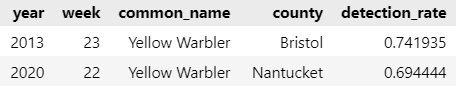 year week common_name county detection_rate
2013 23 Yellow Warbler Bristol 0.741935
2020 22 Yellow Warbler Nantucket 0.694444